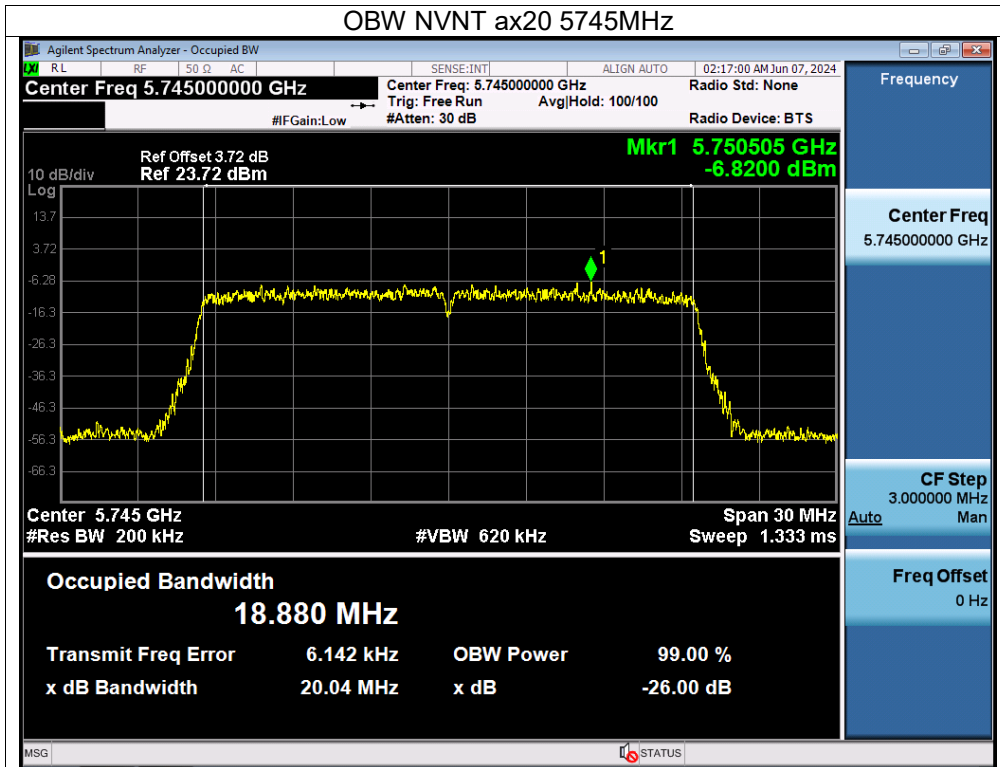 OBW NVNT ax20 5745MHz
Agilent Spectrum Analyzer - Occupied BW
LXI RL RF 50 Ω AC SENSE:INT ALIGN AUTO 02:17:00 AM Jun 07, 2024
Center Freq 5.745000000 GHz
Center Freq: 5.745000000 GHz Radio Std: None
Trig: Free Run Avg|Hold: 100/100
#IFGain:Low #Atten: 30 dB Radio Device: BTS
Mkr1 5.750505 GHz
-6.8200 dBm
Ref Offset 3.72 dB
10 dB/div Ref 23.72 dBm
Log
13.7
3.72
1
-6.28
-16.3
-26.3
-36.3
-46.3
-56.3
-66.3
Center 5.745 GHz Span 30 MHz
#Res BW 200 kHz #VBW 620 kHz Sweep 1.333 ms
Occupied Bandwidth
18.880 MHz
Transmit Freq Error 6.142 kHz OBW Power 99.00 %
x dB Bandwidth 20.04 MHz x dB -26.00 dB
MSG STATUS
Frequency
Center Freq
5.745000000 GHz
CF Step
3.000000 MHz
Auto Man
Freq Offset
0 Hz